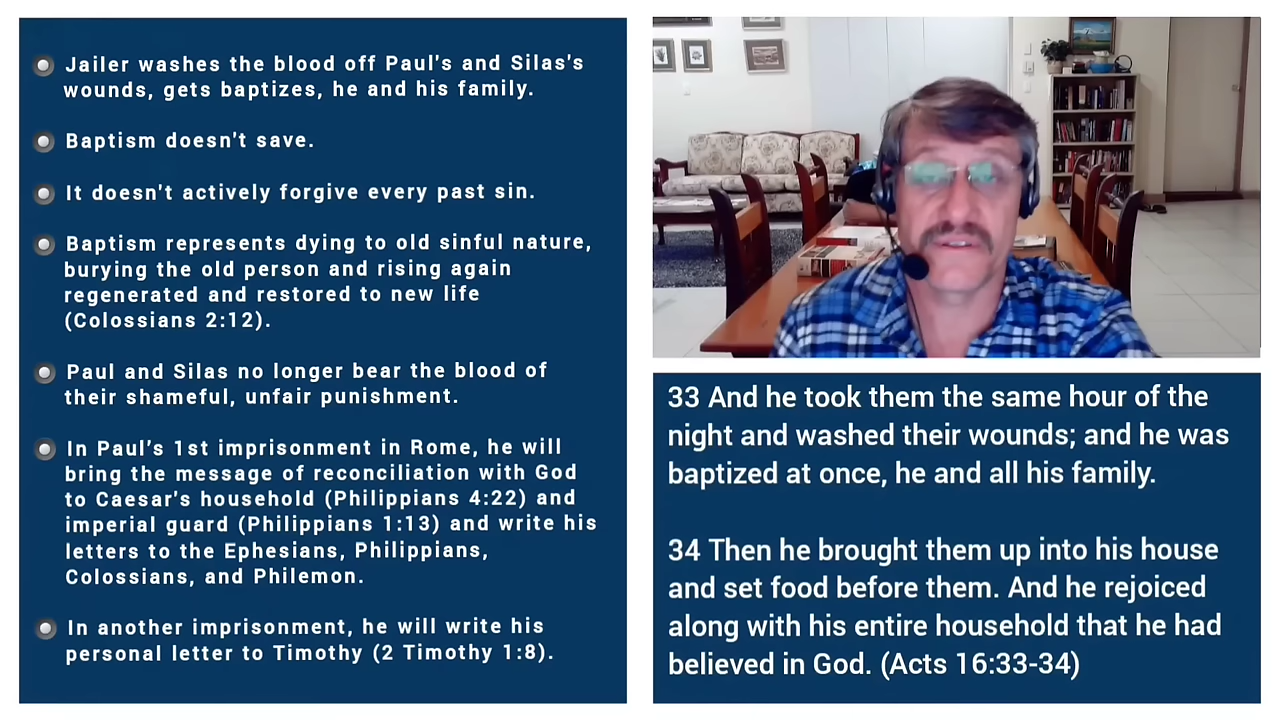 Jailer washes the blood off Paul's and Silas's
wounds, gets baptizes, he and his family.
Baptism doesn't save.
It doesn't actively forgive every past sin.
Baptism represents dying to old sinful nature,
burying the old person and rising again
regenerated and restored to new life
(Colossians 2:12).
Paul and Silas no longer bear the blood of
their shameful, unfair punishment.
In Paul's 1st imprisonment in Rome, he will
bring the message of reconciliation with God
to Caesar's household (Philippians 4:22) and
imperial guard (Philippians 1:13) and write his
letters to the Ephesians, Philippians,
Colossians, and Philemon.
In another imprisonment, he will write his
personal letter to Timothy (2 Timothy 1:8).
33 And he took them the same hour of the
night and washed their wounds; and he was
baptized at once, he and all his family.
34 Then he brought them up into his house
and set food before them. And he rejoiced
along with his entire household that he had
believed in God. (Acts 16:33-34)